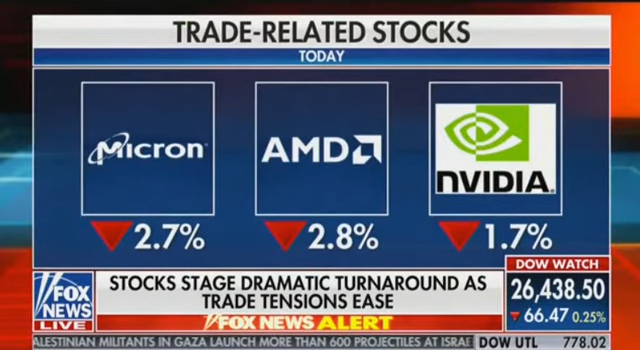 TRADE-RELATED STOCKS
TODAY
Micron
AMD
NVIDIA.
2.7%
2.8%
1.7%
DOW WATCH
26,438.50
66.47 0.25%
FOX
NEWS
LIVE
STOCKS STAGE DRAMATIC TURNAROUND AS
TRADE TENSIONS EASE
FOX NEWS ALERT
ALESTINIAN MILITANTS IN GAZA LAUNCH MORE THAN 600 PROJECTILES AT ISRAE
DOW UTL 778.02